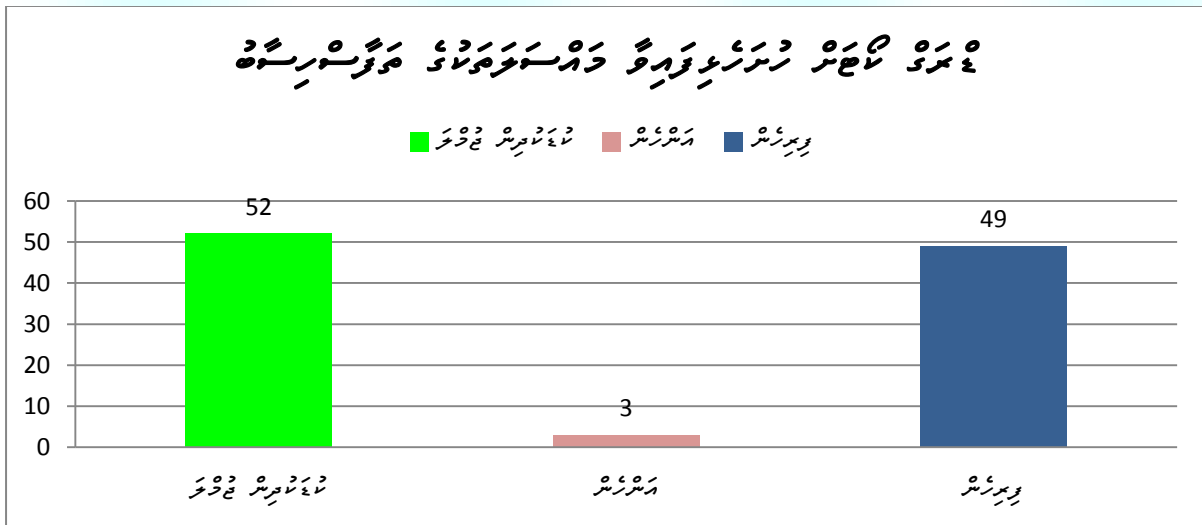 ޑްރަގް ކޯޓަށް ހުށަހެޅިފައިވާ މައްސަލަތަކުގެ ތަފާސްހިސާބު
ކުޑަކުދިން ޖުމްލަ
އަންހެން
ފިރިހެން
60
50
40
30
20
10
0
52
3
49
ކުޑަކުދިން ޖުމްލަ
އަންހެން
ފިރިހެން